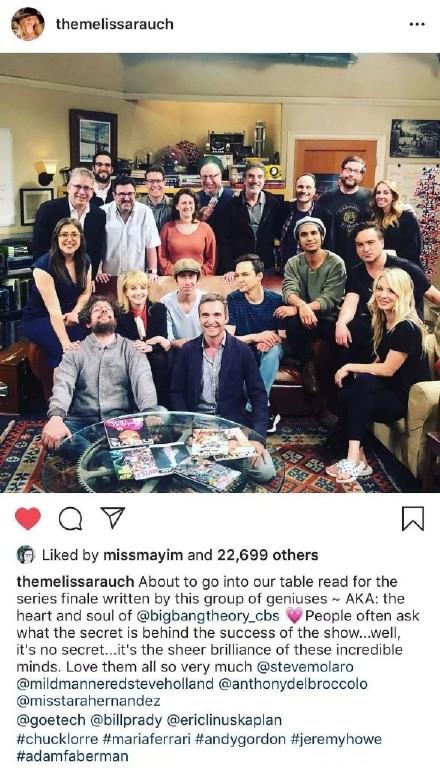 themelissarauch
Liked by missmayim and 22,699 others
themelissarauch About to go into our table read for the
series finale written by this group of geniuses ~ AKA: the
heart and soul of @bigbangtheory_cbs 💗People often ask
what the secret is behind the success of the show...well,
it's no secret...it's the sheer brilliance of these incredible
minds. Love them all so very much @stevemolaro
@mildmanneredsteveholland @anthonydelbroccolo
@misstarahernandez
@goetech @billprady @ericlinuskaplan
#chucklorre #mariaferrari #andygordon #jeremyhowe
#adamfaberman